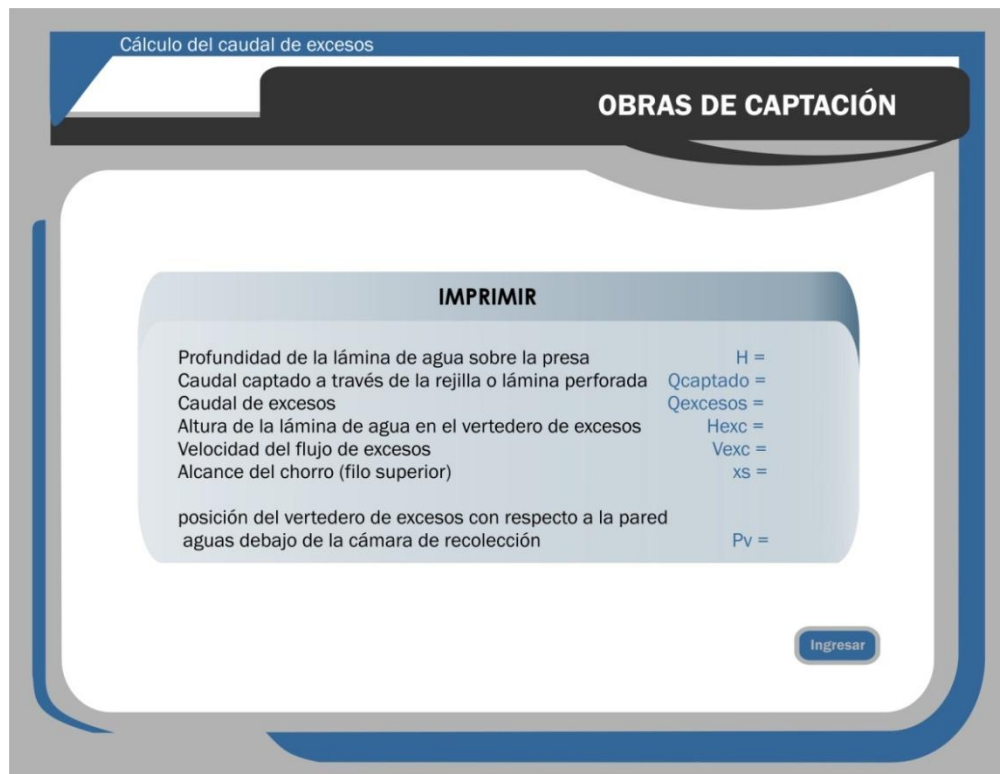 Cálculo del caudal de excesos
OBRAS DE CAPTACIÓN
IMPRIMIR
Profundidad de la lámina de agua sobre la presa H =
Caudal captado a través de la rejilla o lámina perforada Qcaptado =
Caudal de excesos Qexcesos =
Altura de la lámina de agua en el vertedero de excesos Hexc =
Velocidad del flujo de excesos Vexc =
Alcance del chorro (filo superior) xs =
posición del vertedero de excesos con respecto a la pared
aguas debajo de la cámara de recolección Pv =
Ingresar